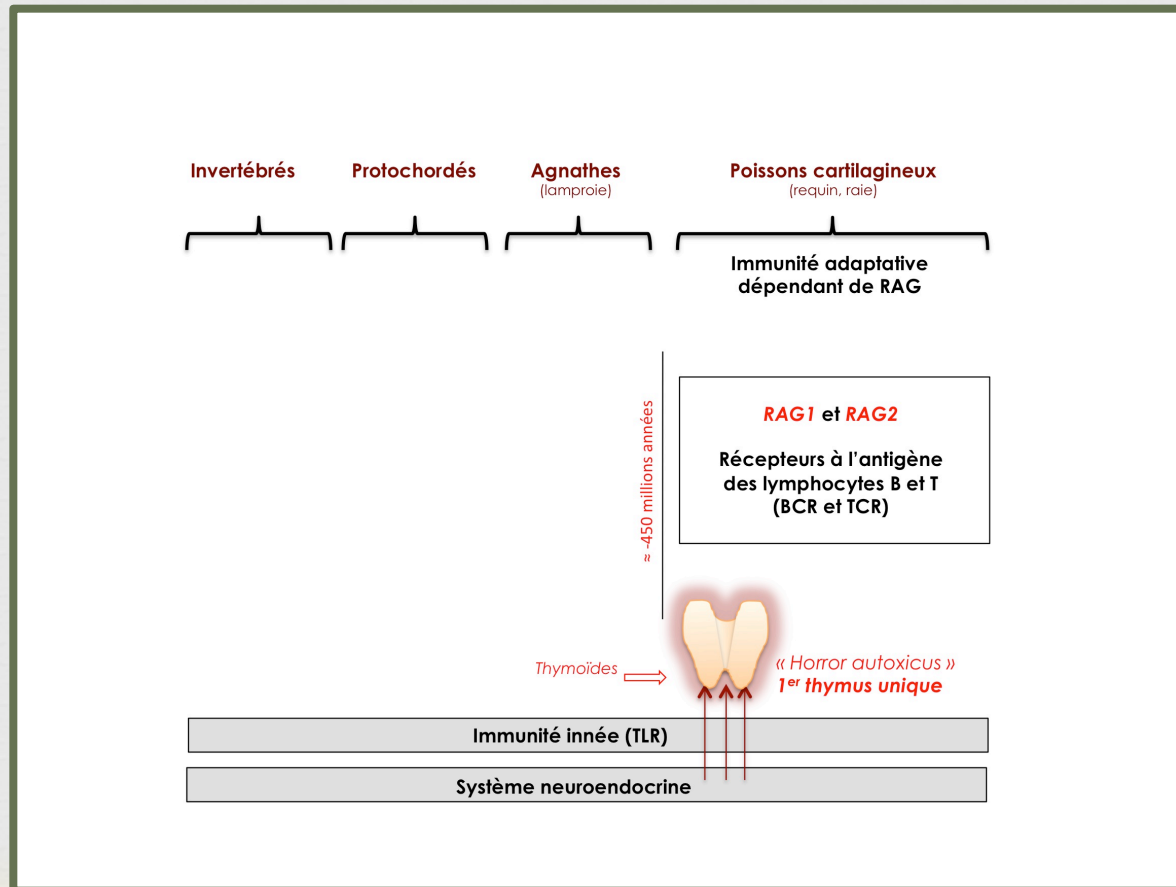 Invertébrés
Protochordés
Agnathes
(lamproie)
Poissons cartilagineux
(requin, raie)
Immunité adaptative
dépendant de RAG
≈ -450 millions années
RAG1 et RAG2
Récepteurs à l’antigène
des lymphocytes B et T
(BCR et TCR)
Thymoïdes
« Horror autoxicus »
1er thymus unique
Immunité innée (TLR)
Système neuroendocrine